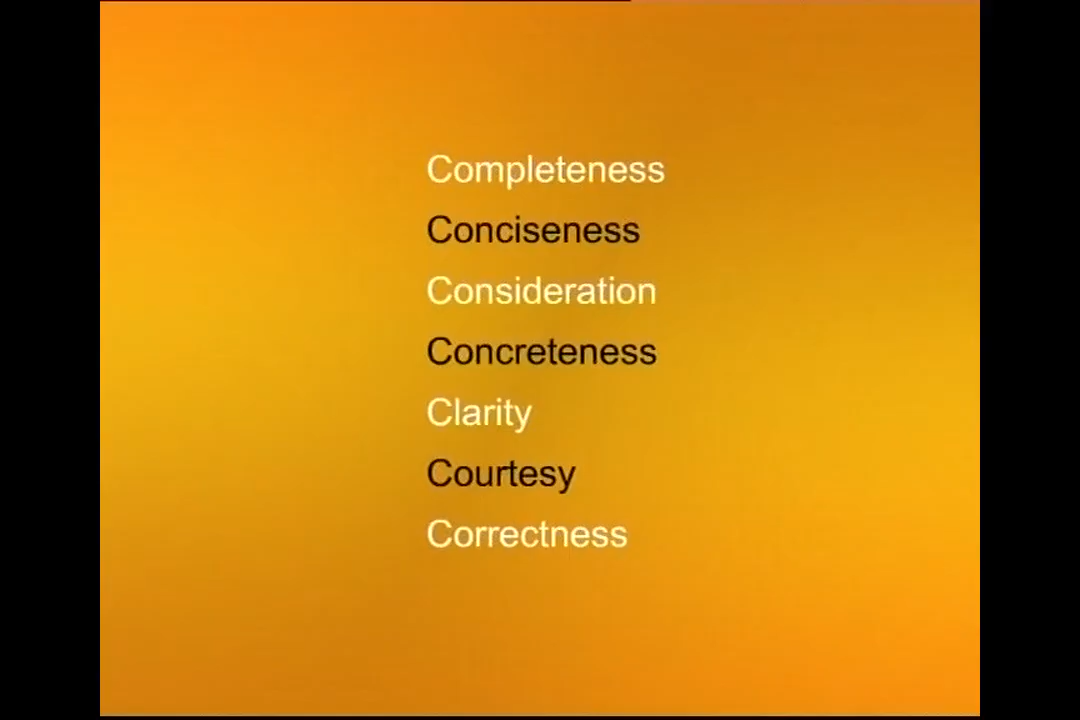 Completeness
Conciseness
Consideration
Concreteness
Clarity
Courtesy
Correctness